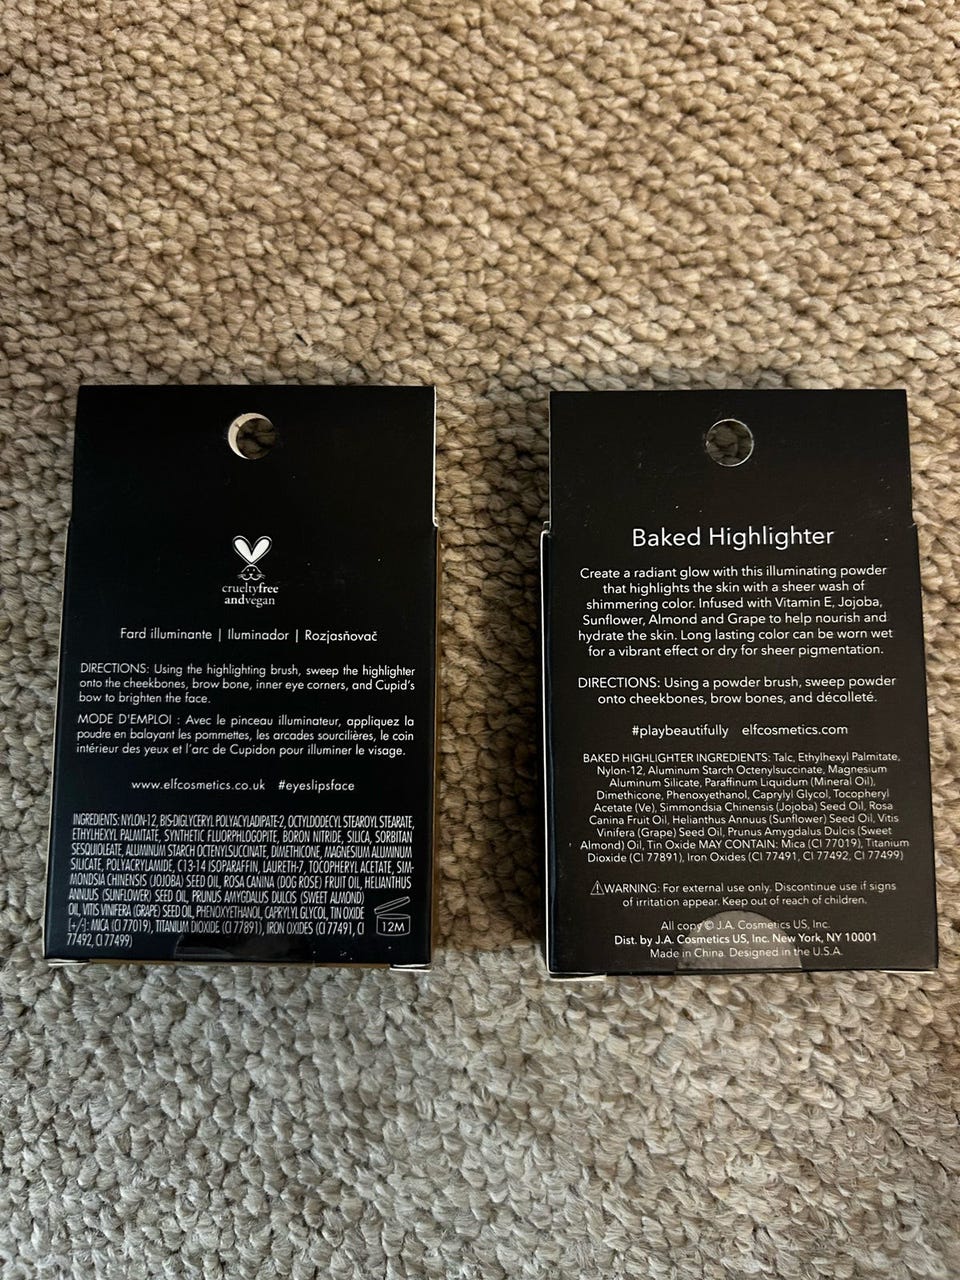 crueltyfree
andvegan
Fard illuminante | Iluminador | Rozjasňovač
DIRECTIONS: Using the highlighting brush, sweep the highlighter
onto the cheekbones, brow bone, inner eye corners, and Cupid's
bow to brighten the face.
MODE D'EMPLOI : Avec le pinceau illuminateur, appliquez la
poudre en balayant les pommettes, les arcades sourcilières, le coin
intérieur des yeux et l'arc de Cupidon pour illuminer le visage.
www.elfcosmetics.co.uk #eyeslipsface
INGREDIENTS: NYLON-12, BIS-DIGLYCERYL POLYACYLADIPATE-2, OCTYLDODECYL STEAROYL STEARATE,
ETHYLHEXYL PALMITATE, SYNTHETIC FLUORPHLOGOPITE, BORON NITRIDE, SILICA, SORBITAN
SESQUIOLEATE, ALUMINUM STARCH OCTENYLSUCCINATE, DIMETHICONE, MAGNESIUM ALUMINUM
SILICATE, POLYACRYLAMIDE, C13-14 ISOPARAFFIN, LAURETH-7, TOCOPHERYL ACETATE, SIM-
MONDSIA CHINENSIS (JOJOBA) SEED OIL, ROSA CANINA (DOG ROSE) FRUIT OIL, HELIANTHUS
ANNUUS (SUNFLOWER) SEED OIL, PRUNUS AMYGDALUS DULCIS (SWEET ALMOND)
OIL, VITIS VINIFERA (GRAPE) SEED OIL, PHENOXYETHANOL, CAPRYLYL GLYCOL, TIN OXIDE
[+/-]: MICA (CI 77019), TITANIUM DIOXIDE (CI 77891), IRON OXIDES (CI 77491, CI
77492, CI 77499)
12M
Baked Highlighter
Create a radiant glow with this illuminating powder
that highlights the skin with a sheer wash of
shimmering color. Infused with Vitamin E, Jojoba,
Sunflower, Almond and Grape to help nourish and
hydrate the skin. Long lasting color can be worn wet
for a vibrant effect or dry for sheer pigmentation.
DIRECTIONS: Using a powder brush, sweep powder
onto cheekbones, brow bones, and décolleté.
#playbeautifully elfcosmetics.com
BAKED HIGHLIGHTER INGREDIENTS: Talc, Ethylhexyl Palmitate,
Nylon-12, Aluminum Starch Octenylsuccinate, Magnesium
Aluminum Silicate, Paraffinum Liquidum (Mineral Oil),
Dimethicone, Phenoxyethanol, Caprylyl Glycol, Tocopheryl
Acetate (Ve), Simmondsia Chinensis (Jojoba) Seed Oil, Rosa
Canina Fruit Oil, Helianthus Annuus (Sunflower) Seed Oil, Vitis
Vinifera (Grape) Seed Oil, Prunus Amygdalus Dulcis (Sweet
Almond) Oil, Tin Oxide MAY CONTAIN: Mica (CI 77019), Titanium
Dioxide (CI 77891), Iron Oxides (CI 77491, CI 77492, CI 77499)
⚠WARNING: For external use only. Discontinue use if signs
of irritation appear. Keep out of reach of children.
All copy © J.A. Cosmetics US, Inc.
Dist. by J.A. Cosmetics US, Inc. New York, NY 10001
Made in China. Designed in the U.S.A.